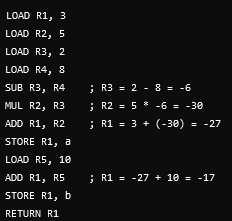 LOAD R1, 3
LOAD R2, 5
LOAD R3, 2
LOAD R4, 8
SUB R3, R4    ; R3 = 2 - 8 = -6
MUL R2, R3    ; R2 = 5 * -6 = -30
ADD R1, R2    ; R1 = 3 + (-30) = -27
STORE R1, a
LOAD R5, 10
ADD R1, R5    ; R1 = -27 + 10 = -17
STORE R1, b
RETURN R1